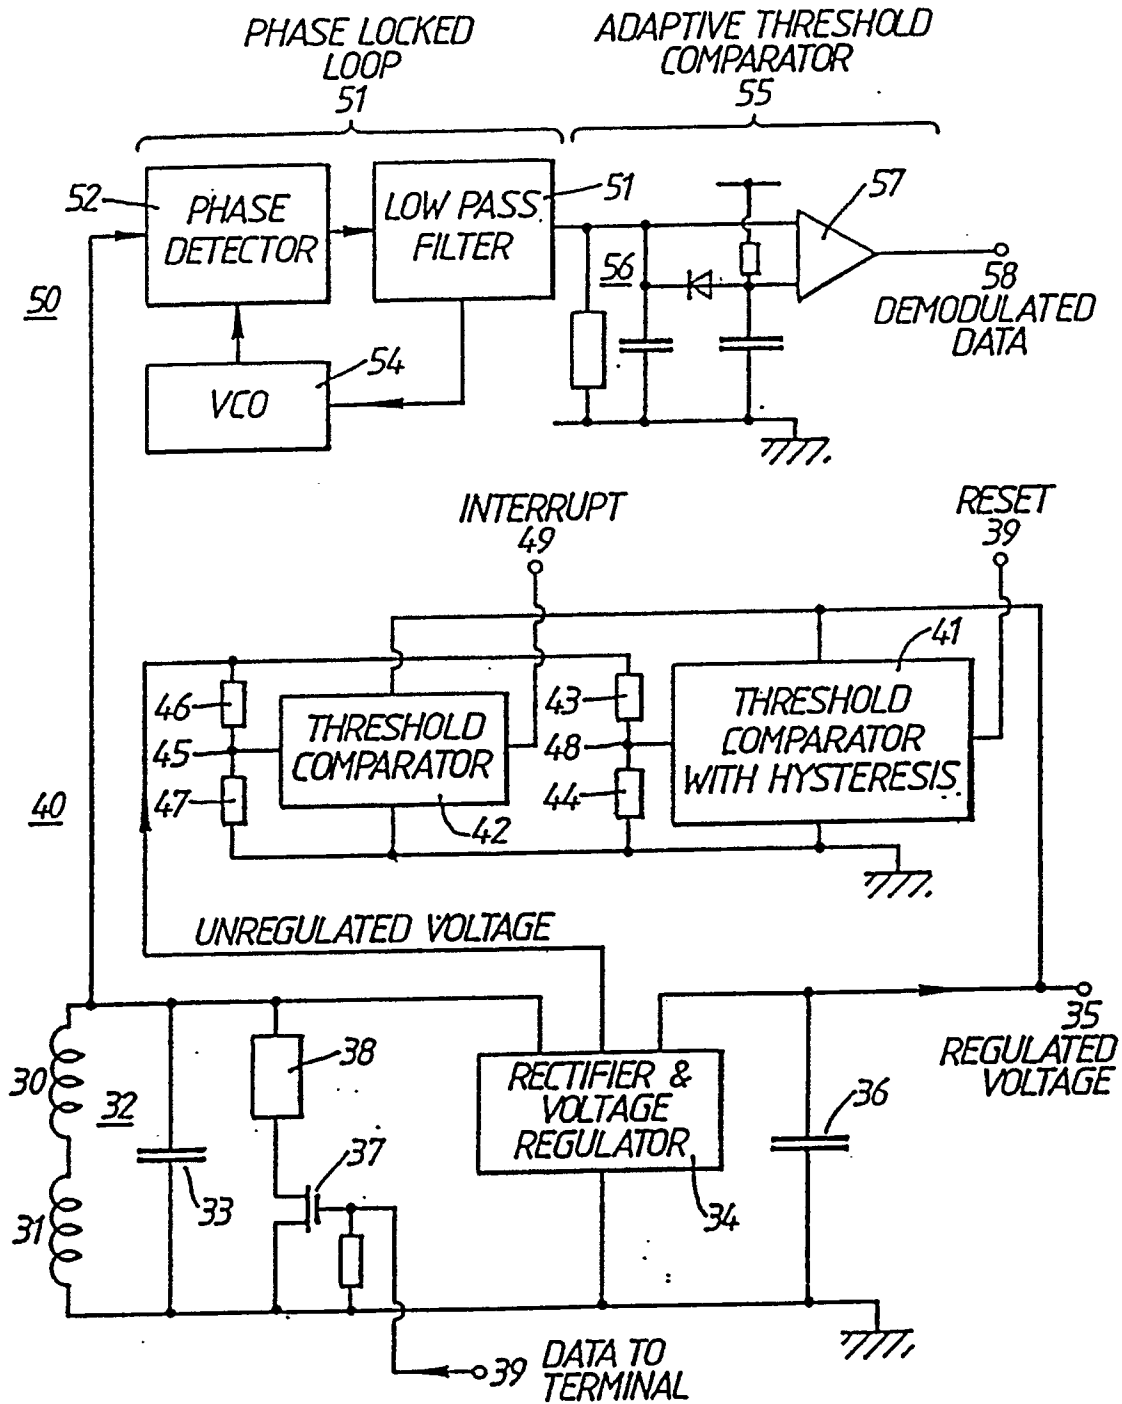 PHASE LOCKED
LOOP
51
ADAPTIVE THRESHOLD
COMPARATOR
55
52
PHASE
DETECTOR
LOW PASS
FILTER
51
57
56
58
DEMODULATED
DATA
50
54
VCO
INTERRUPT
49
RESET
39
41
46
45
47
THRESHOLD
COMPARATOR
42
43
48
44
THRESHOLD
COMPARATOR
WITH HYSTERESIS
40
UNREGULATED VOLTAGE
35
REGULATED
VOLTAGE
30
32
38
RECTIFIER &
VOLTAGE
REGULATOR
36
37
33
34
31
39
DATA TO
TERMINAL